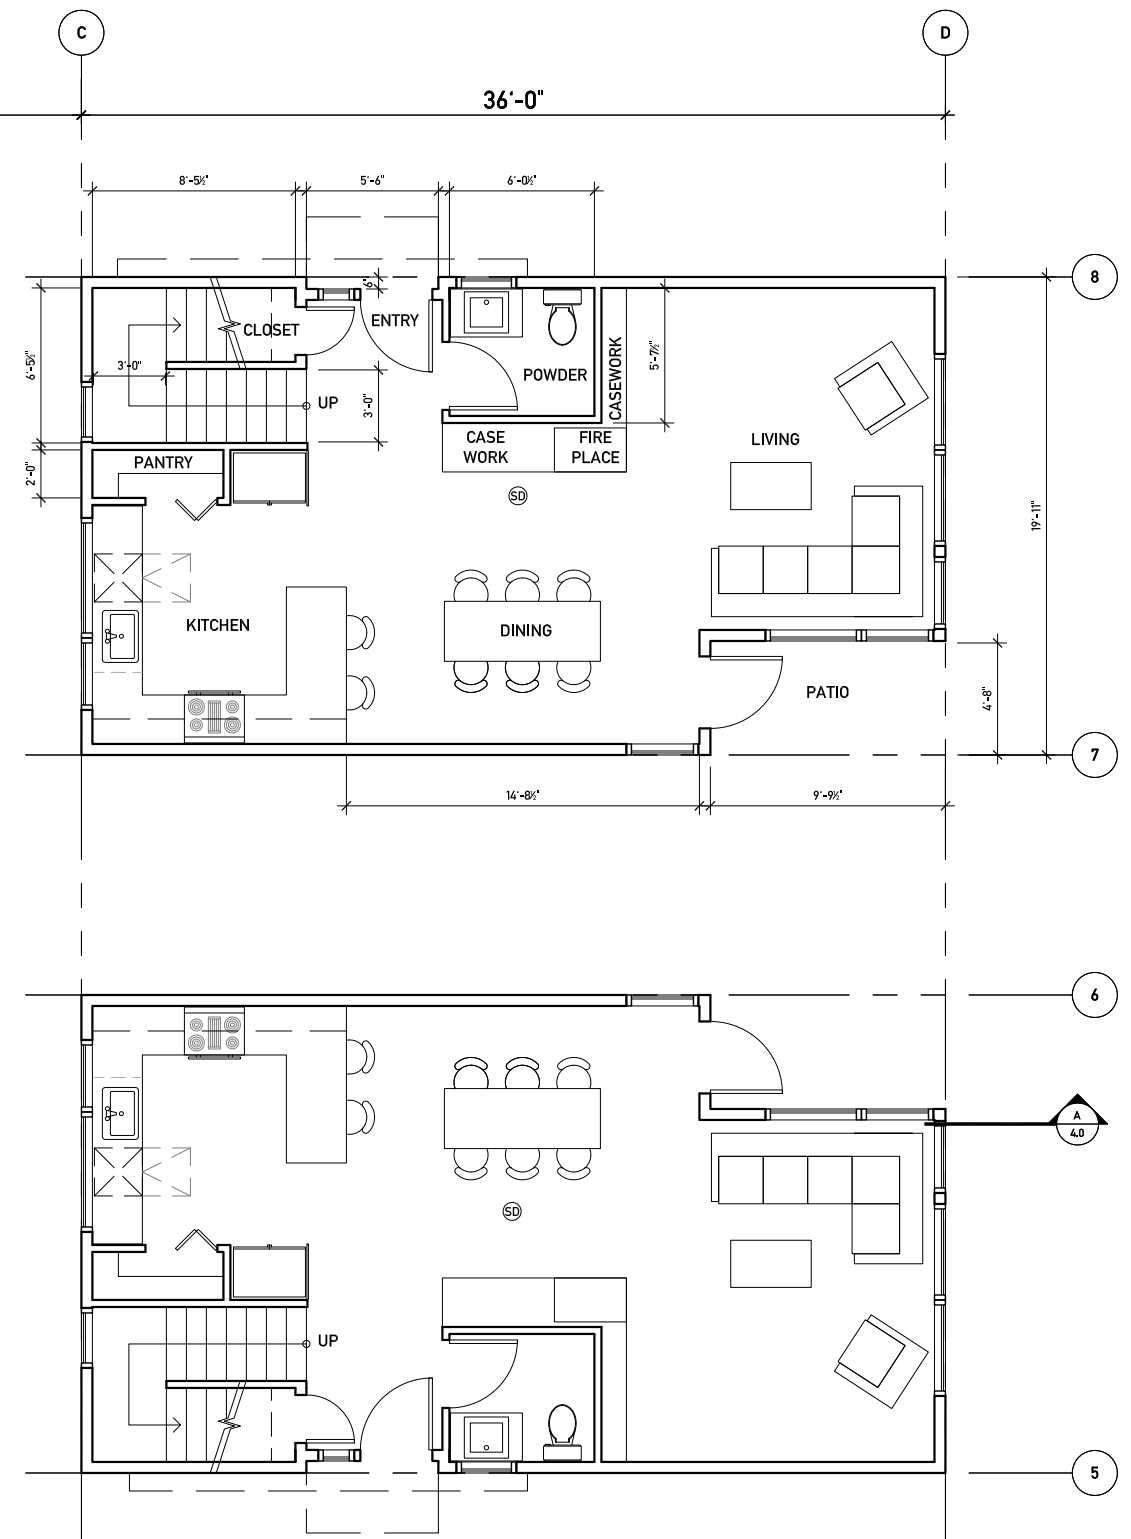 C
D
36'-0"
8'-5½"
5'-6"
6'-0½"
8
6"
CLOSET
ENTRY
6'-5½"
3'-0"
POWDER
CASEWORK
5'-7½"
UP
3'-0"
CASE
WORK
FIRE
PLACE
LIVING
PANTRY
2'-0"
SD
19'-11"
KITCHEN
DINING
PATIO
4'-8"
7
14'-8½"
9'-9½"
6
A
4.0
SD
UP
5